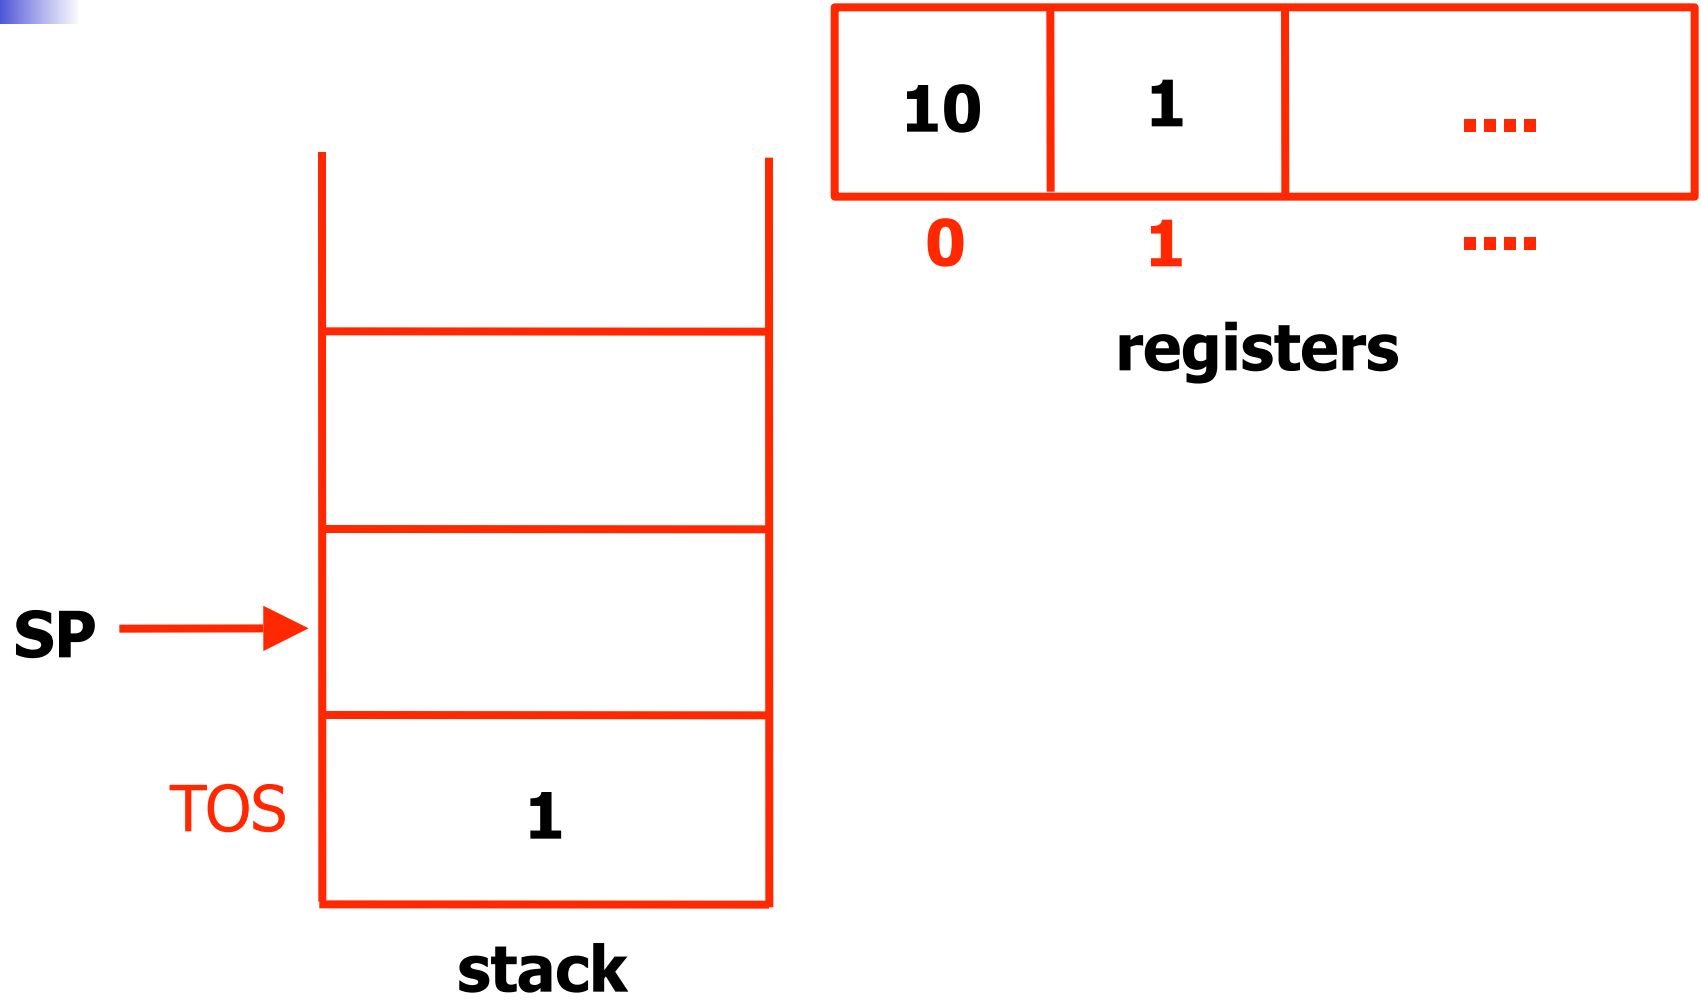 10 1 ....
0 1 ....
registers
SP
TOS 1
stack